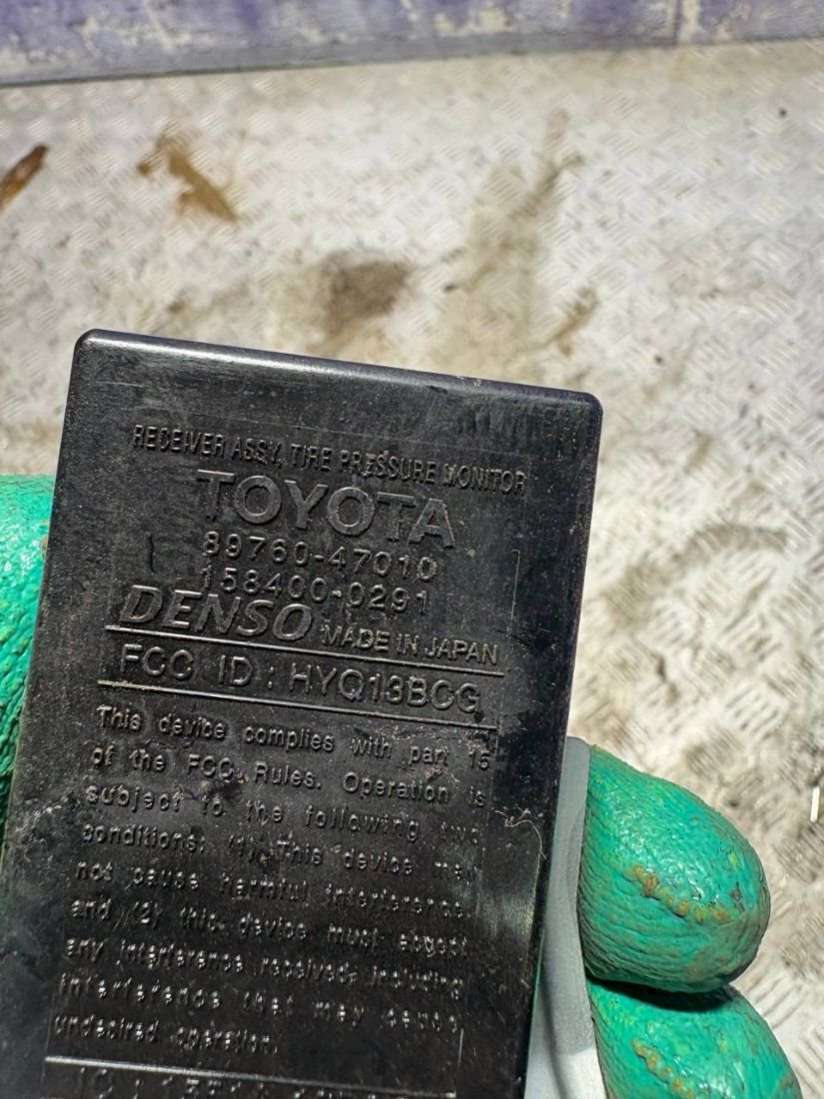 RECEIVER ASSY, TIRE PRESSURE MONITOR
TOYOTA
89760-47010
158400-0291
DENSO MADE IN JAPAN
FCC ID : HYQ13BCG
This device complies with part 15
of the FCC Rules. Operation is
subject to the following two
conditions: (1) This device may
not cause harmful interference,
and (2) this device must accept
any interference received, including
interference that may cause
undesired operation.
IC :